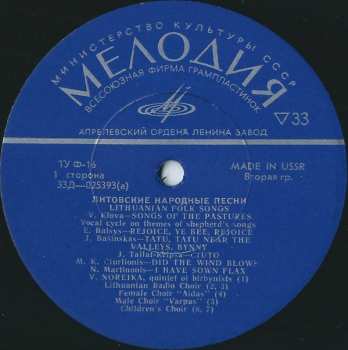 МИНИСТЕРСТВО КУЛЬТУРЫ СССР
МЕЛОДИЯ
ВСЕСОЮЗНАЯ ФИРМА ГРАМПЛАСТИНОК
▽33
АПРЕЛЕВСКИЙ ОРДЕНА ЛЕНИНА ЗАВОД
ТУ Ф-16
1 сторона
33Д—025393(а)
MADE IN USSR
Вторая гр.
ЛИТОВСКИЕ НАРОДНЫЕ ПЕСНИ
LITHUANIAN FOLK SONGS
V. Klova—SONGS OF THE PASTURES
Vocal cycle on themes of shepherd's songs
E. Balsys—REJOICE, YE BEE, REJOICE
J. Bašinskas—TATU, TATU NEAR THE
VALLEYS, BYNNY
J. CIUTO
M. K. Čiurlionis—DID THE WIND BLOW
N. Martinonis—I HAVE SOWN FLAX
V. NOREIKA, quintet of birbynists (1)
Lithuanian Radio Choir (2, 3)
Female Choir "Aidas" (4)
Male Choir "Varpas" (5)
Children's Choir (6, 7)